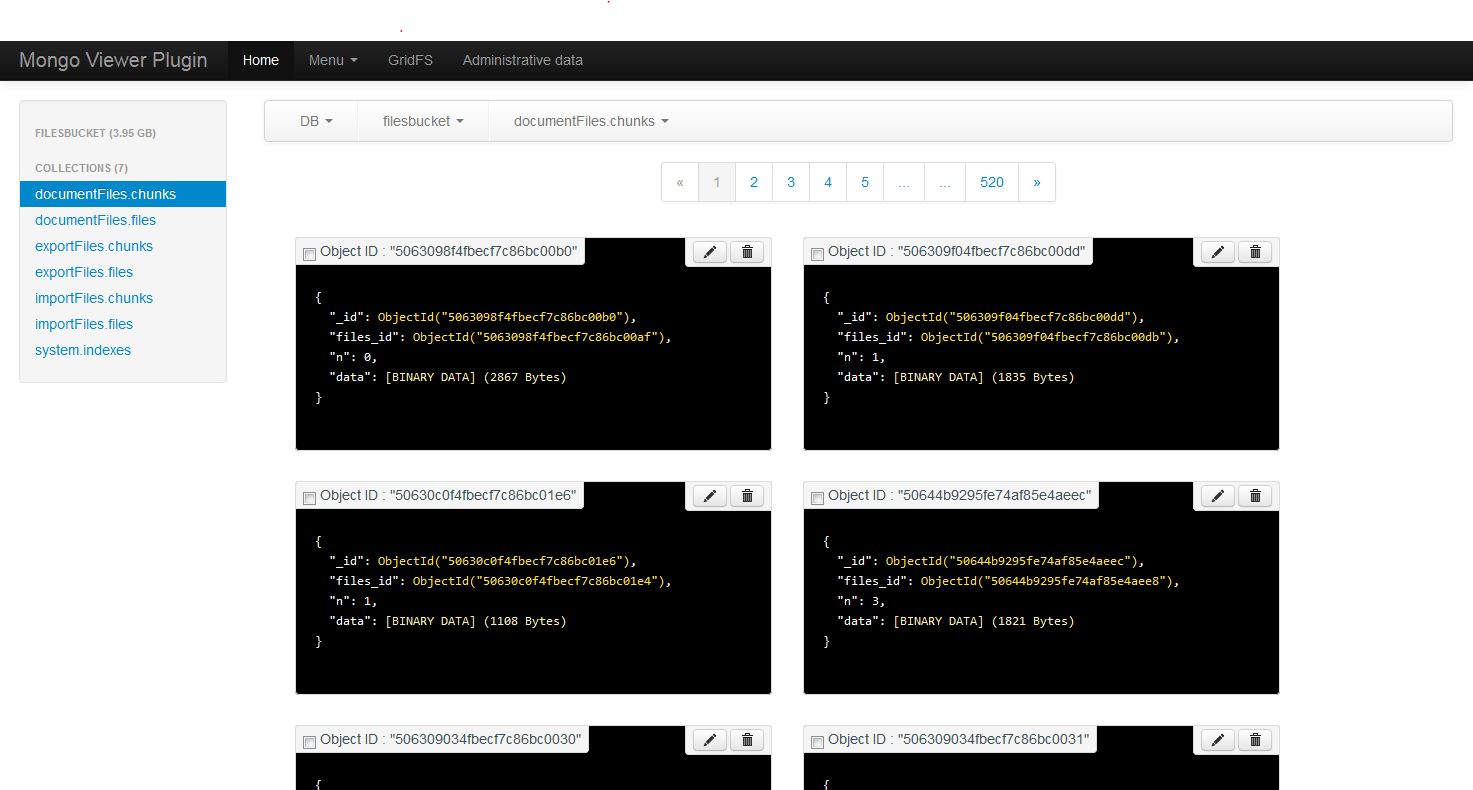 Mongo Viewer Plugin Home Menu GridFS Administrative data
FILESBUCKET (3.95 GB)
COLLECTIONS (7)
documentFiles.chunks
documentFiles.files
exportFiles.chunks
exportFiles.files
importFiles.chunks
importFiles.files
system.indexes
DB filesbucket documentFiles.chunks
« 1 2 3 4 5 ... ... 520 »
Object ID : "5063098f4fbecf7c86bc00b0"
{
"_id": ObjectId("5063098f4fbecf7c86bc00b0"),
"files_id": ObjectId("5063098f4fbecf7c86bc00af"),
"n": 0,
"data": [BINARY DATA] (2867 Bytes)
}
Object ID : "506309f04fbecf7c86bc00dd"
{
"_id": ObjectId("506309f04fbecf7c86bc00dd"),
"files_id": ObjectId("506309f04fbecf7c86bc00db"),
"n": 1,
"data": [BINARY DATA] (1835 Bytes)
}
Object ID : "50630c0f4fbecf7c86bc01e6"
{
"_id": ObjectId("50630c0f4fbecf7c86bc01e6"),
"files_id": ObjectId("50630c0f4fbecf7c86bc01e4"),
"n": 1,
"data": [BINARY DATA] (1108 Bytes)
}
Object ID : "50644b9295fe74af85e4aeec"
{
"_id": ObjectId("50644b9295fe74af85e4aeec"),
"files_id": ObjectId("50644b9295fe74af85e4aee8"),
"n": 3,
"data": [BINARY DATA] (1821 Bytes)
}
Object ID : "506309034fbecf7c86bc0030"
{
Object ID : "506309034fbecf7c86bc0031"
{